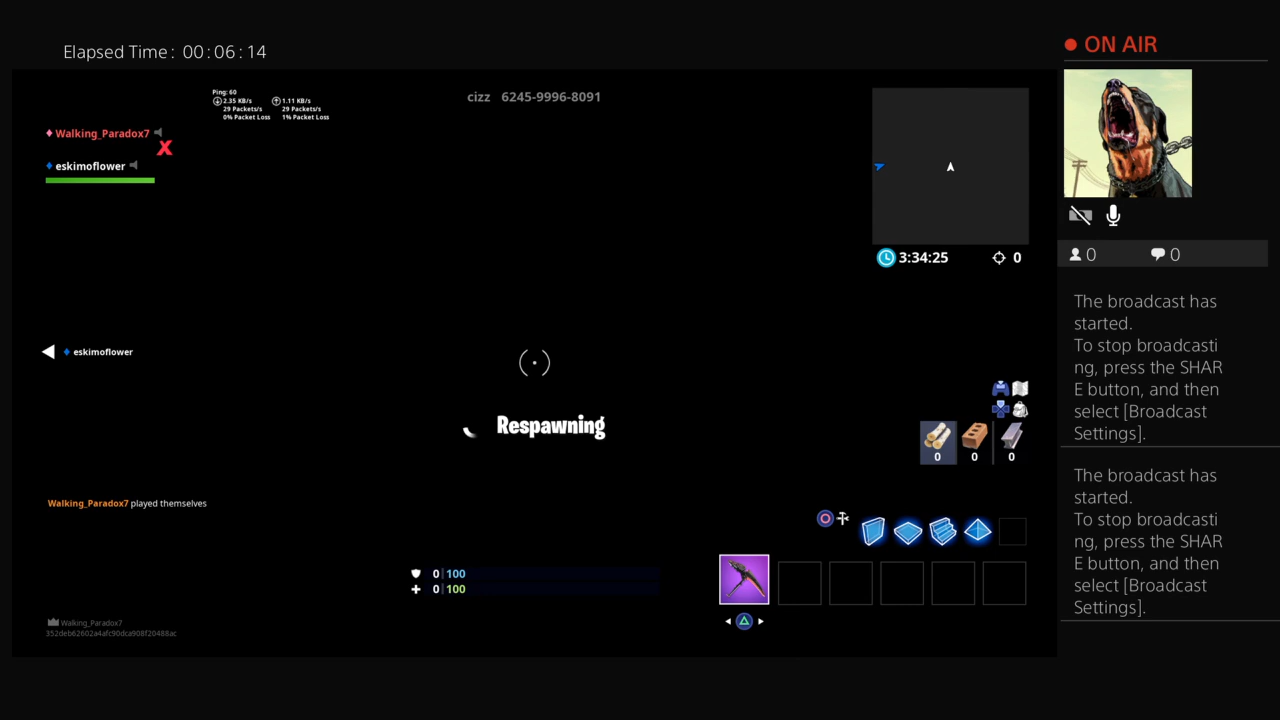 Elapsed Time: 00:06:14
ON AIR
Ping: 60
2.35 KB/s 1.11 KB/s
29 Packets/s 29 Packets/s
0% Packet Loss 1% Packet Loss
cizz 6245-9996-8091
Walking_Paradox7
X
eskimoflower
3:34:25 0
0 0
The broadcast has
started.
To stop broadcasti
ng, press the SHAR
E button, and then
select [Broadcast
Settings].
eskimoflower
Respawning
0 0 0
Walking_Paradox7 played themselves
The broadcast has
started.
To stop broadcasti
ng, press the SHAR
E button, and then
select [Broadcast
Settings].
0|100
0|100
Walking_Paradox7
352deb62602a4afc90dca908f20488ac